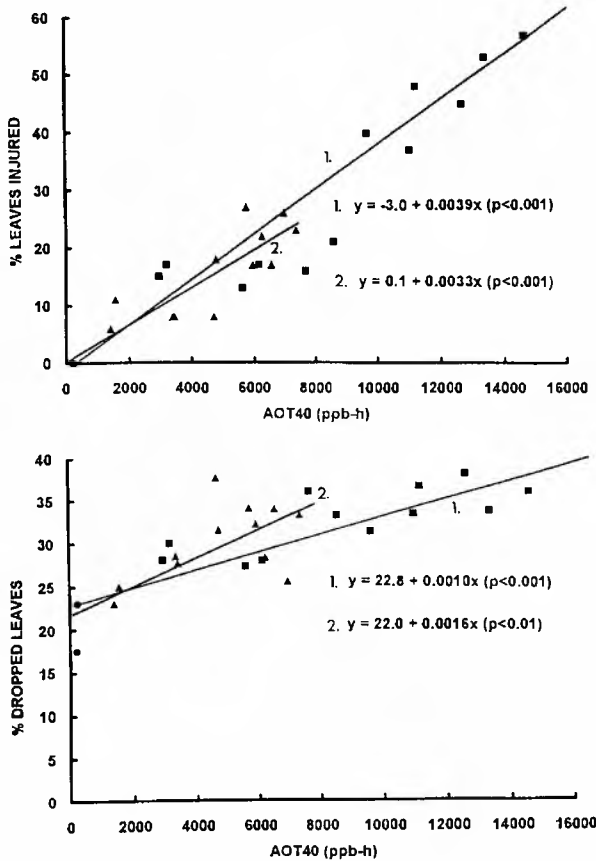 60
50
40
30
20
10
0
% LEAVES INJURED
1.
2.
1. y = -3.0 + 0.0039x (p<0.001)
2. y = 0.1 + 0.0033x (p<0.001)
0 2000 4000 6000 8000 10000 12000 14000 16000
AOT40 (ppb-h)
40
35
30
25
20
15
10
5
0
% DROPPED LEAVES
2.
1.
1. y = 22.8 + 0.0010x (p<0.001)
2. y = 22.0 + 0.0016x (p<0.01)
0 2000 4000 6000 8000 10000 12000 14000 16000
AOT40 (ppb-h)